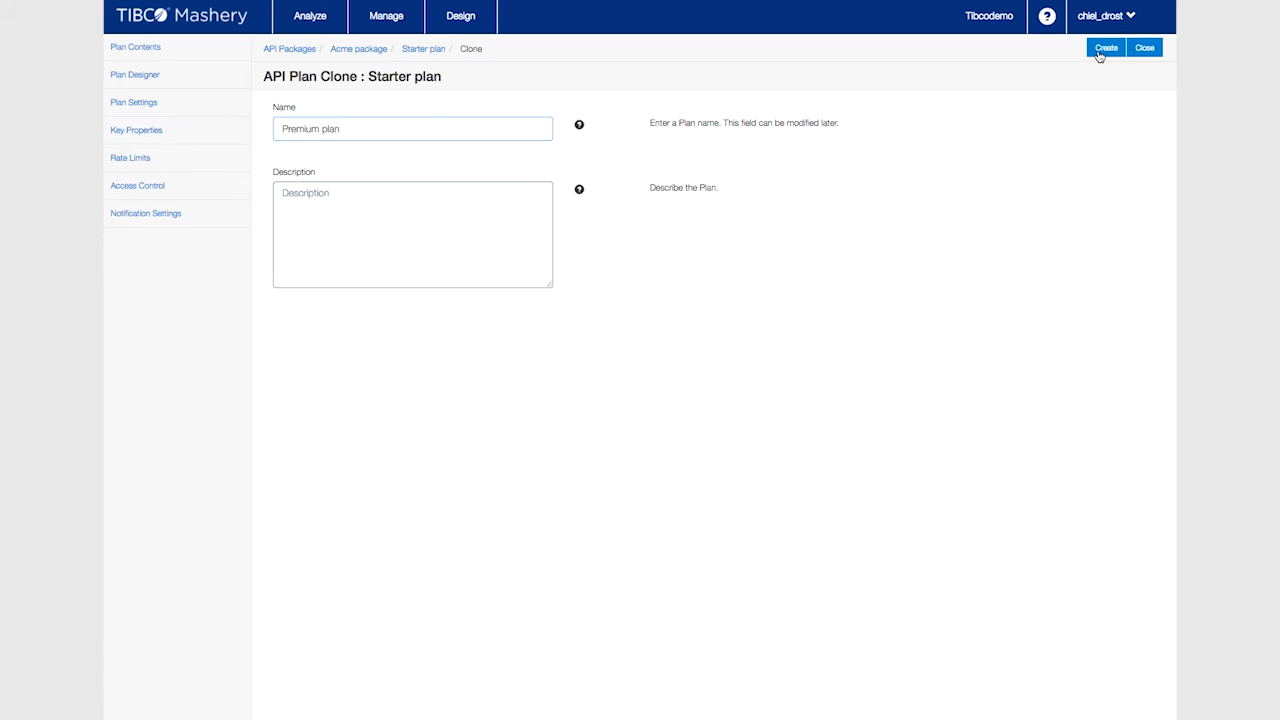 TIBCO® Mashery
Analyze
Manage
Design
Tibcodemo
?
chiel_drost
Plan Contents
Plan Designer
Plan Settings
Key Properties
Rate Limits
Access Control
Notification Settings
API Packages / Acme package / Starter plan / Clone
Create
Close
API Plan Clone : Starter plan
Name
Premium plan
?
Enter a Plan name. This field can be modified later.
Description
Description
?
Describe the Plan.